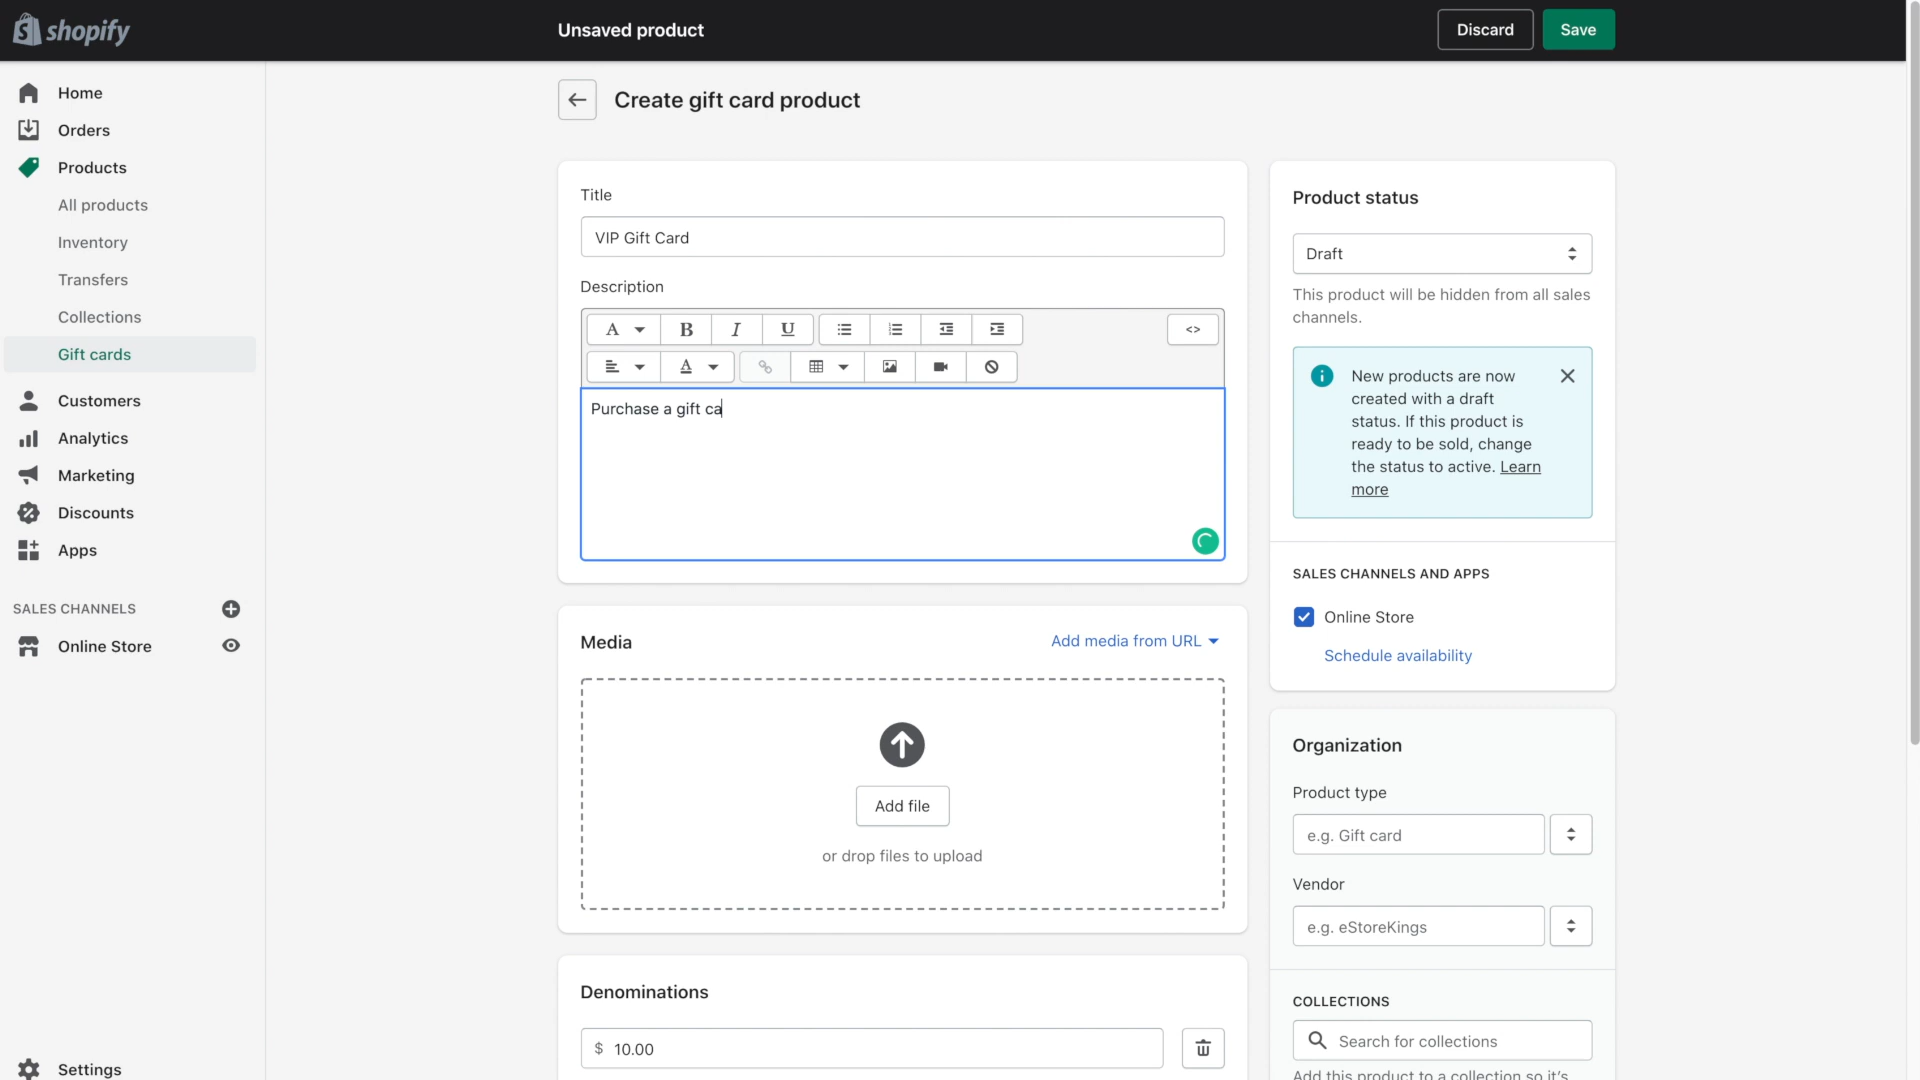 shopify
Unsaved product
Discard
Save
Home
Orders
Products
All products
Inventory
Transfers
Collections
Gift cards
Customers
Analytics
Marketing
Discounts
Apps
SALES CHANNELS
Online Store
Settings
Create gift card product
Title
VIP Gift Card
Description
A
B
I
U
<>
A
Purchase a gift ca
Media
Add media from URL
Add file
or drop files to upload
Denominations
$ 10.00
Product status
Draft
This product will be hidden from all sales
channels.
New products are now
created with a draft
status. If this product is
ready to be sold, change
the status to active. Learn
more
SALES CHANNELS AND APPS
Online Store
Schedule availability
Organization
Product type
e.g. Gift card
Vendor
e.g. eStoreKings
COLLECTIONS
Search for collections
Add this product to a collection so it's